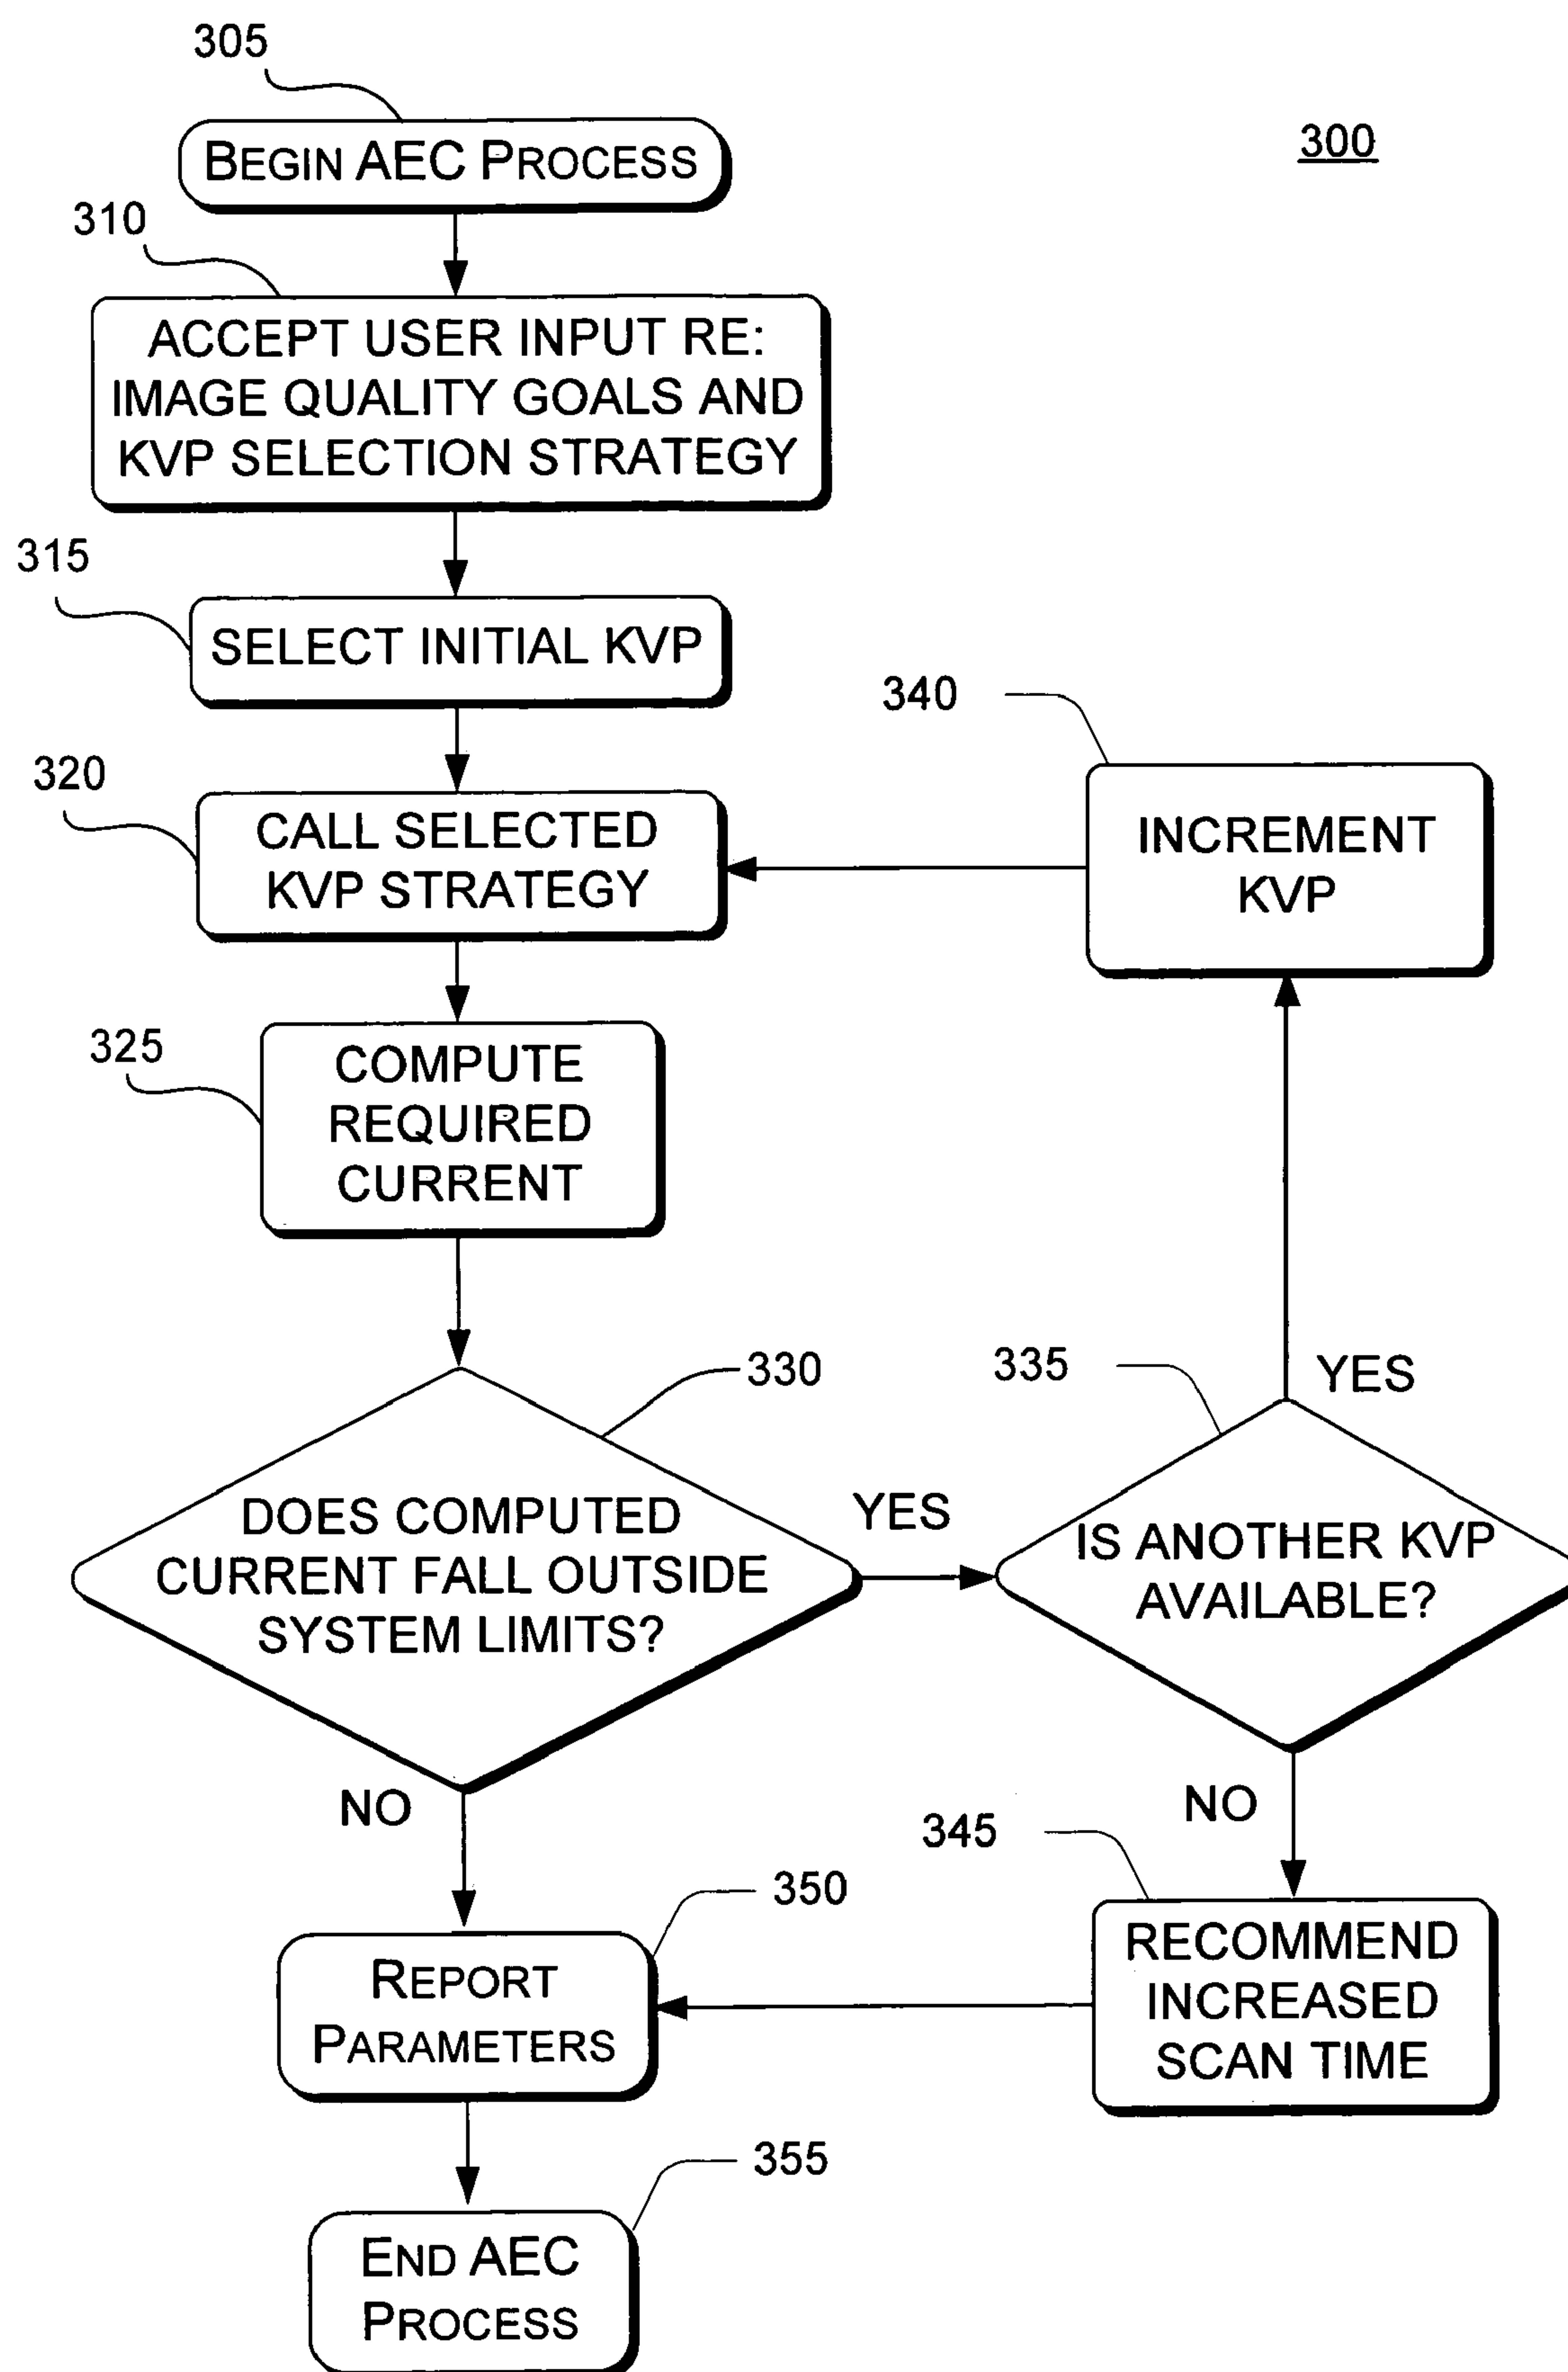 305
BEGIN AEC PROCESS
300
310
ACCEPT USER INPUT RE:
IMAGE QUALITY GOALS AND
KVP SELECTION STRATEGY
315
SELECT INITIAL KVP
340
INCREMENT
KVP
320
CALL SELECTED
KVP STRATEGY
325
COMPUTE
REQUIRED
CURRENT
330
DOES COMPUTED
CURRENT FALL OUTSIDE
SYSTEM LIMITS?
YES
335
YES
IS ANOTHER KVP
AVAILABLE?
NO
NO
345
RECOMMEND
INCREASED
SCAN TIME
350
REPORT
PARAMETERS
355
END AEC
PROCESS